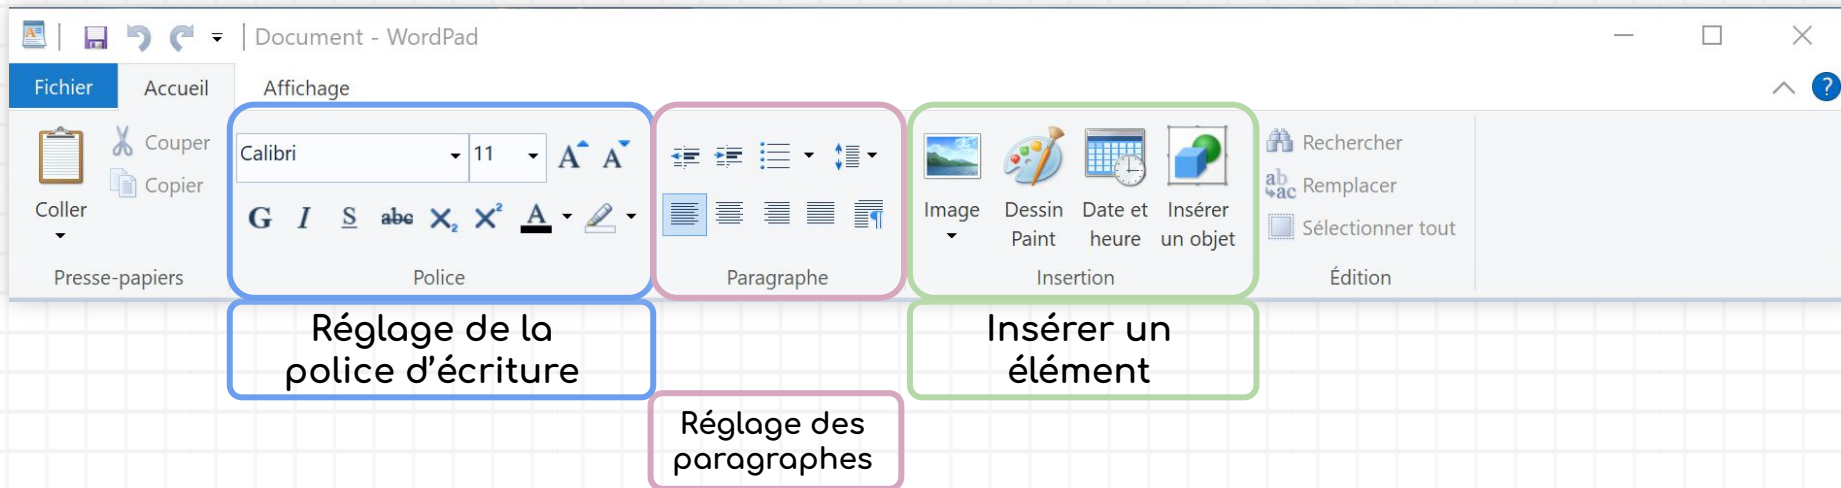 Document - WordPad
Fichier Accueil Affichage
Coller
Couper
Copier
Presse-papiers
Calibri 11
G I S abc X₂ X² A
Police
Paragraphe
Image
Dessin
Paint
Date et
heure
Insérer
un objet
Insertion
Rechercher
Remplacer
Sélectionner tout
Édition
Réglage de la
police d'écriture
Réglage des
paragraphes
Insérer un
élément